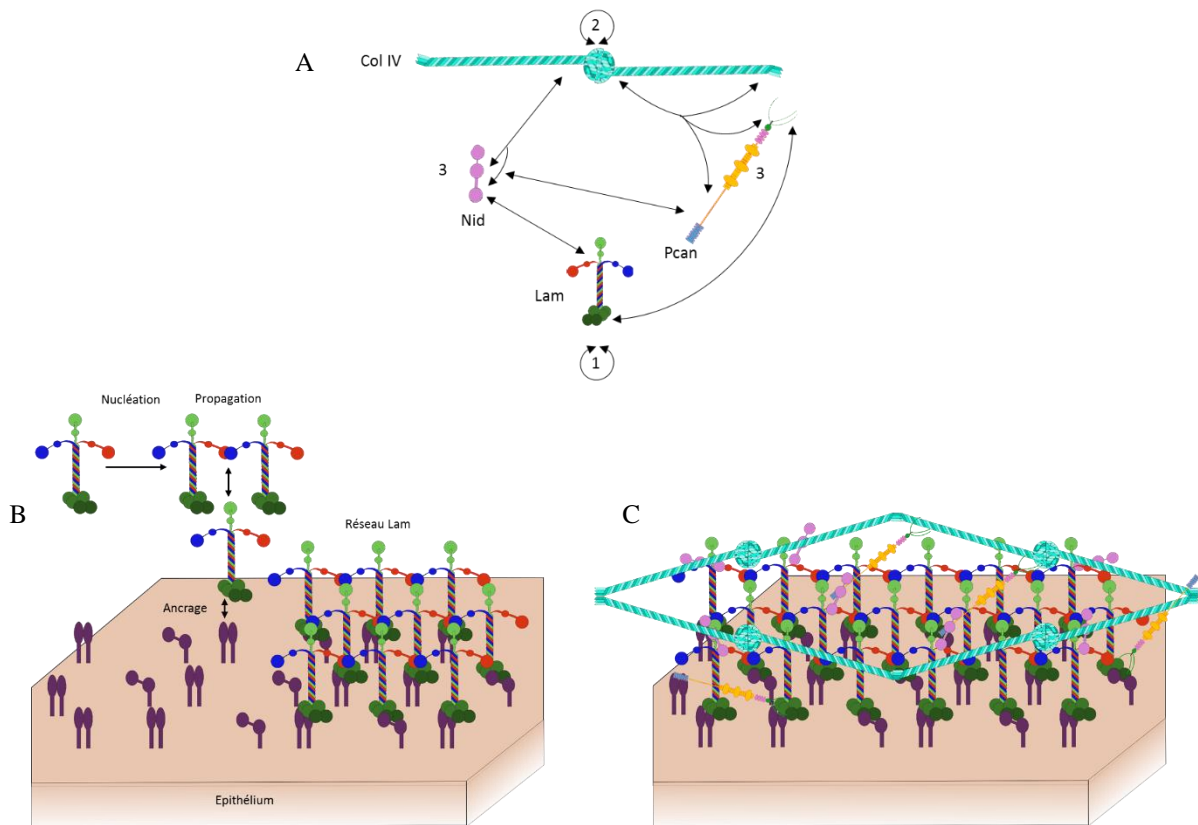 A
Col IV
2
3
Nid
3
Pcan
Lam
1
B
Nucléation
Propagation
Réseau Lam
Ancrage
Epithélium
C